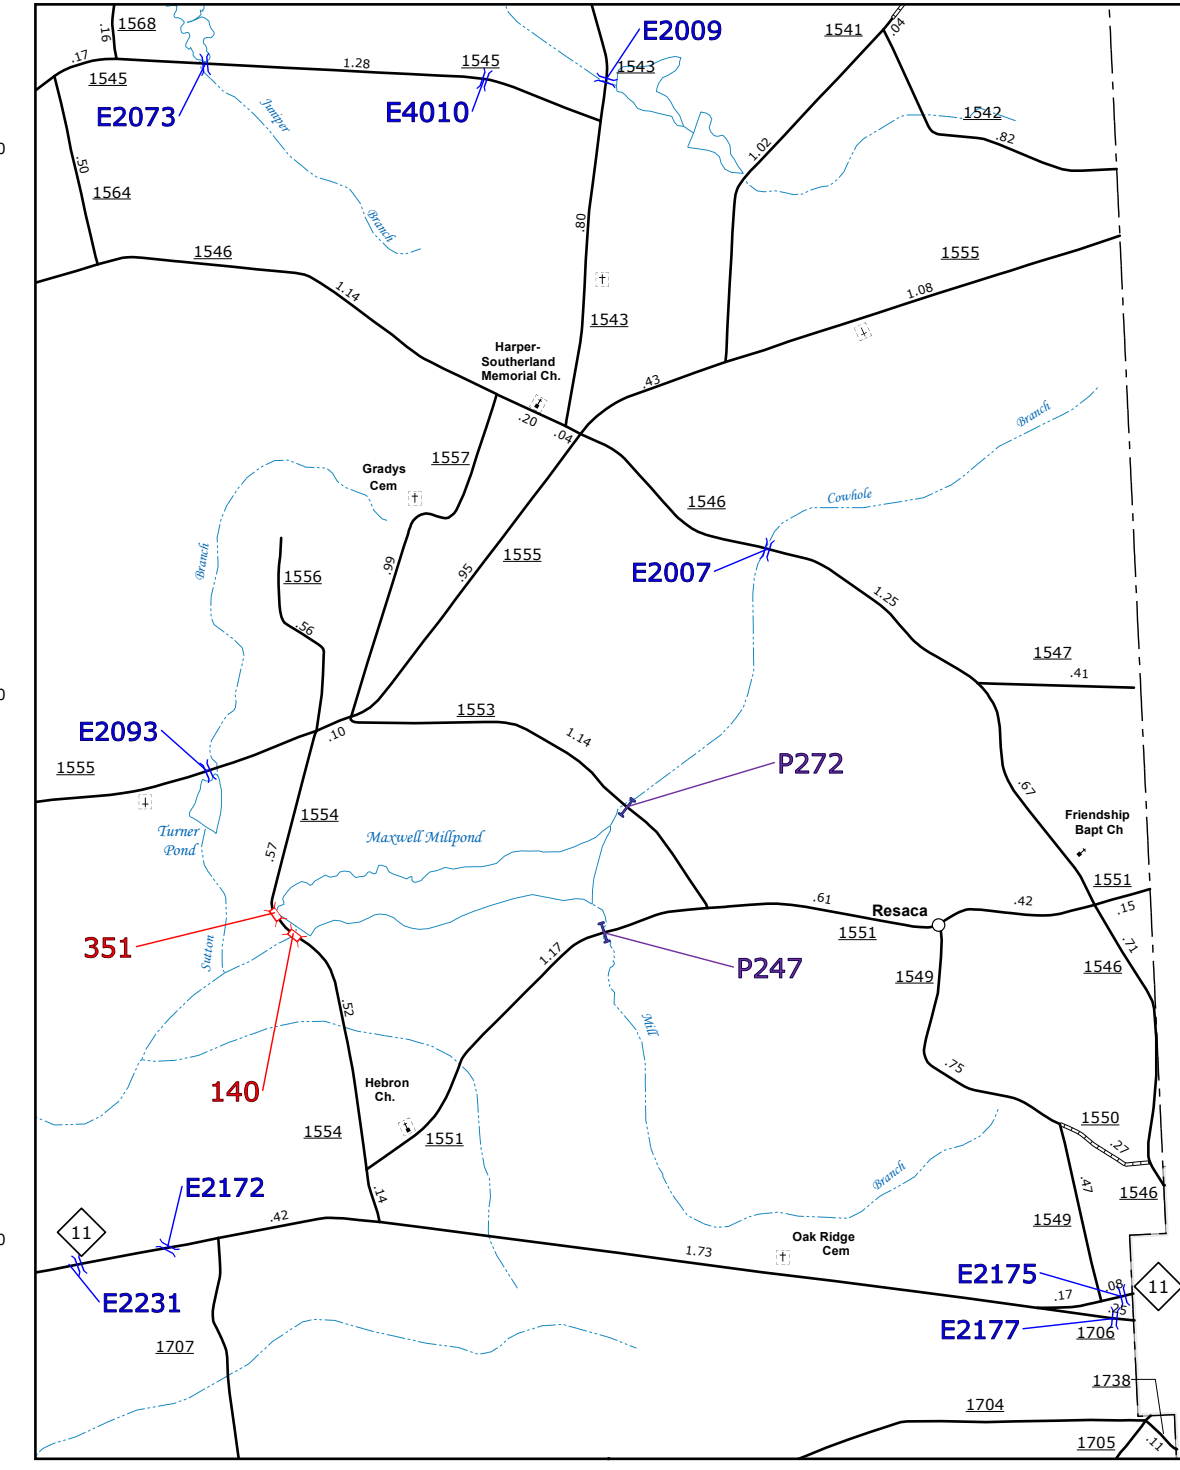 1568
.16
1541
.04
E2009
.17
1545
1.28
1545
1543
E2073
Juniper
E4010
1542
.82
0
1.02
.50
1564
Branch
.80
1546
1555
1.14
1.08
1543
Harper-
Southerland
Memorial Ch.
.43
Branch
.20
.04
1557
Gradys
Cem
1546
Cowhole
Branch
1556
.99
.95
1555
E2007
1.25
.56
1547
.41
0
1553
E2093
.10
1.14
1555
P272
.67
1554
Turner
Pond
Maxwell Millpond
Friendship
Bapt Ch
.57
1551
.61
Resaca
.42
.15
351
1551
.71
Sutton
1.17
P247
1549
1546
.52
Mill
140
.75
Hebron
Ch.
1554
1551
1550
.27
E2172
.14
Branch
.47
1546
0
11
.42
1549
Oak Ridge
Cem
1.73
E2175
.08
11
E2231
.17
.25
E2177
1706
1707
1738
1704
1705
.11